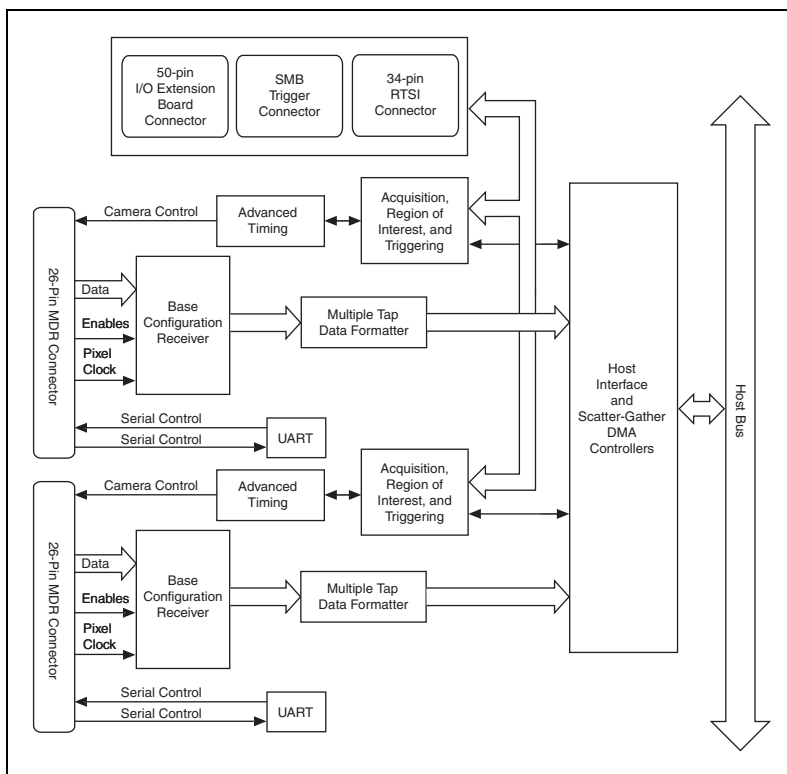 50-pin
I/O Extension
Board
Connector
SMB
Trigger
Connector
34-pin
RTSI
Connector
Camera Control
Advanced
Timing
Acquisition,
Region of
Interest, and
Triggering
26-Pin MDR Connector
Data
Enables
Pixel
Clock
Base
Configuration
Receiver
Multiple Tap
Data Formatter
Serial Control
Serial Control
UART
Host
Interface
and
Scatter-Gather
DMA
Controllers
Host Bus
Camera Control
Advanced
Timing
Acquisition,
Region of
Interest, and
Triggering
26-Pin MDR Connector
Data
Enables
Pixel
Clock
Base
Configuration
Receiver
Multiple Tap
Data Formatter
Serial Control
Serial Control
UART